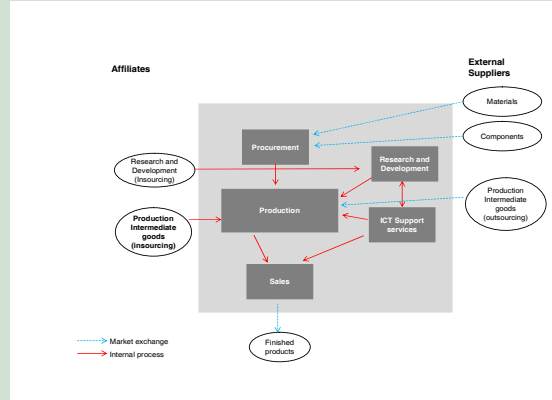 Affiliates
External
Suppliers
Materials
Components
Procurement
Research and
Development
(Insourcing)
Research and
Development
Production
Intermediate
goods
(outsourcing)
Production
Production
Intermediate
goods
(insourcing)
ICT Support
services
Sales
Finished
products
Market exchange
Internal process